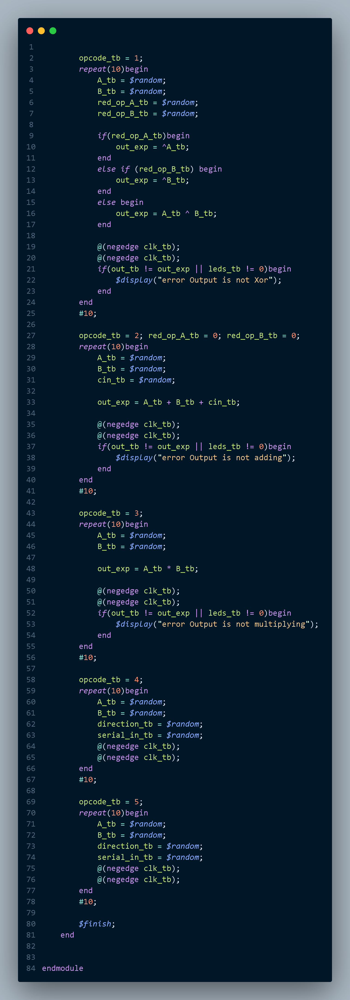 1
2 opcode_tb = 1;
3 repeat(10)begin
4 A_tb = $random;
5 B_tb = $random;
6 red_op_A_tb = $random;
7 red_op_B_tb = $random;
8
9 if(red_op_A_tb)begin
10 out_exp = ^A_tb;
11 end
12 else if (red_op_B_tb) begin
13 out_exp = ^B_tb;
14 end
15 else begin
16 out_exp = A_tb ^ B_tb;
17 end
18
19 @(negedge clk_tb);
20 @(negedge clk_tb);
21 if(out_tb != out_exp || leds_tb != 0)begin
22 $display("error Output is not Xor");
23 end
24 end
25 #10;
26
27 opcode_tb = 2; red_op_A_tb = 0; red_op_B_tb = 0;
28 repeat(10)begin
29 A_tb = $random;
30 B_tb = $random;
31 cin_tb = $random;
32
33 out_exp = A_tb + B_tb + cin_tb;
34
35 @(negedge clk_tb);
36 @(negedge clk_tb);
37 if(out_tb != out_exp || leds_tb != 0)begin
38 $display("error Output is not adding");
39 end
40 end
41 #10;
42
43 opcode_tb = 3;
44 repeat(10)begin
45 A_tb = $random;
46 B_tb = $random;
47
48 out_exp = A_tb * B_tb;
49
50 @(negedge clk_tb);
51 @(negedge clk_tb);
52 if(out_tb != out_exp || leds_tb != 0)begin
53 $display("error Output is not multiplying");
54 end
55 end
56 #10;
57
58 opcode_tb = 4;
59 repeat(10)begin
60 A_tb = $random;
61 B_tb = $random;
62 direction_tb = $random;
63 serial_in_tb = $random;
64 @(negedge clk_tb);
65 @(negedge clk_tb);
66 end
67 #10;
68
69 opcode_tb = 5;
70 repeat(10)begin
71 A_tb = $random;
72 B_tb = $random;
73 direction_tb = $random;
74 serial_in_tb = $random;
75 @(negedge clk_tb);
76 @(negedge clk_tb);
77 end
78 #10;
79
80 $finish;
81 end
82
83
84 endmodule